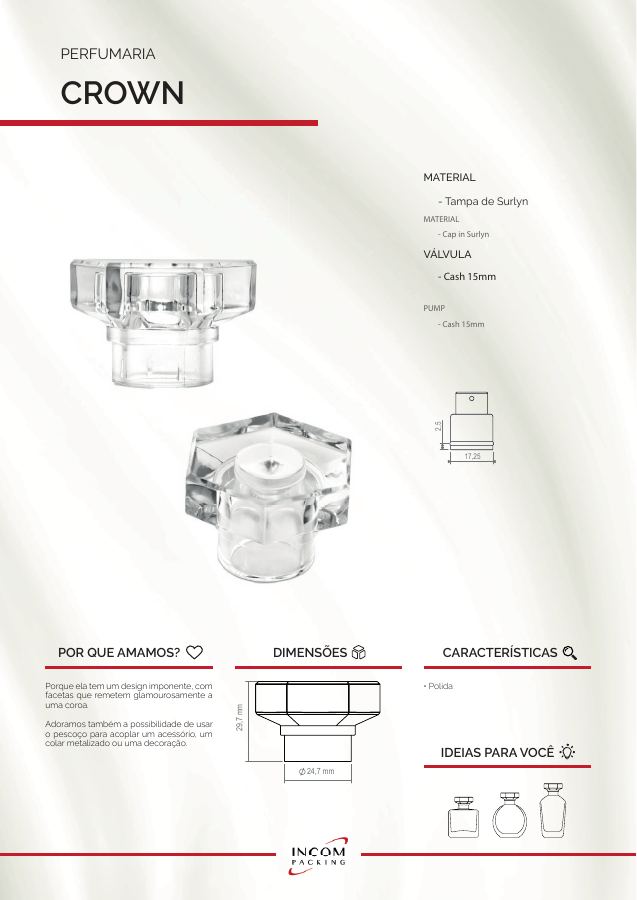 PERFUMARIA
CROWN
MATERIAL
- Tampa de Surlyn
MATERIAL
- Cap in Surlyn
VÁLVULA
- Cash 15mm
PUMP
- Cash 15mm
2,5
17,25
POR QUE AMAMOS?
Porque ela tem um design imponente, com
facetas que remetem glamourosamente a
uma coroa.
Adoramos também a possibilidade de usar
o pescoço para acoplar um acessório, um
colar metalizado ou uma decoração.
DIMENSÕES
29,7 mm
Ø 24,7 mm
CARACTERÍSTICAS
• Polida
IDEIAS PARA VOCÊ
INCOM
PACKING